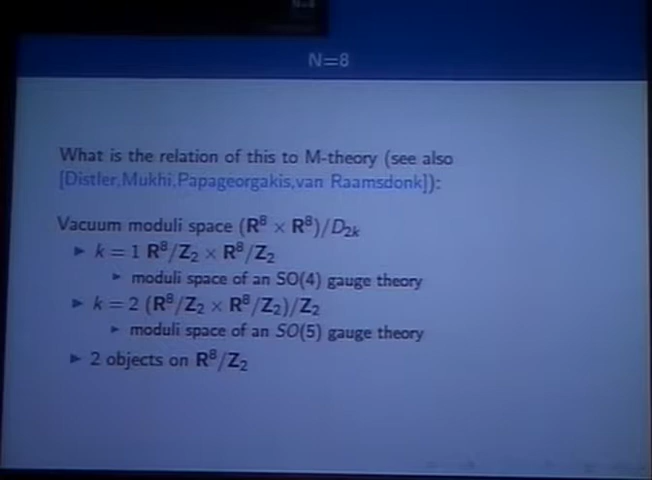 N=8
What is the relation of this to M-theory (see also
[Distler,Mukhi,Papageorgakis,van Raamsdonk]):
Vacuum moduli space (R⁸ × R⁸)/D₂ₖ
► k = 1 R⁸/Z₂ × R⁸/Z₂
► moduli space of an SO(4) gauge theory
► k = 2 (R⁸/Z₂ × R⁸/Z₂)/Z₂
► moduli space of an SO(5) gauge theory
► 2 objects on R⁸/Z₂